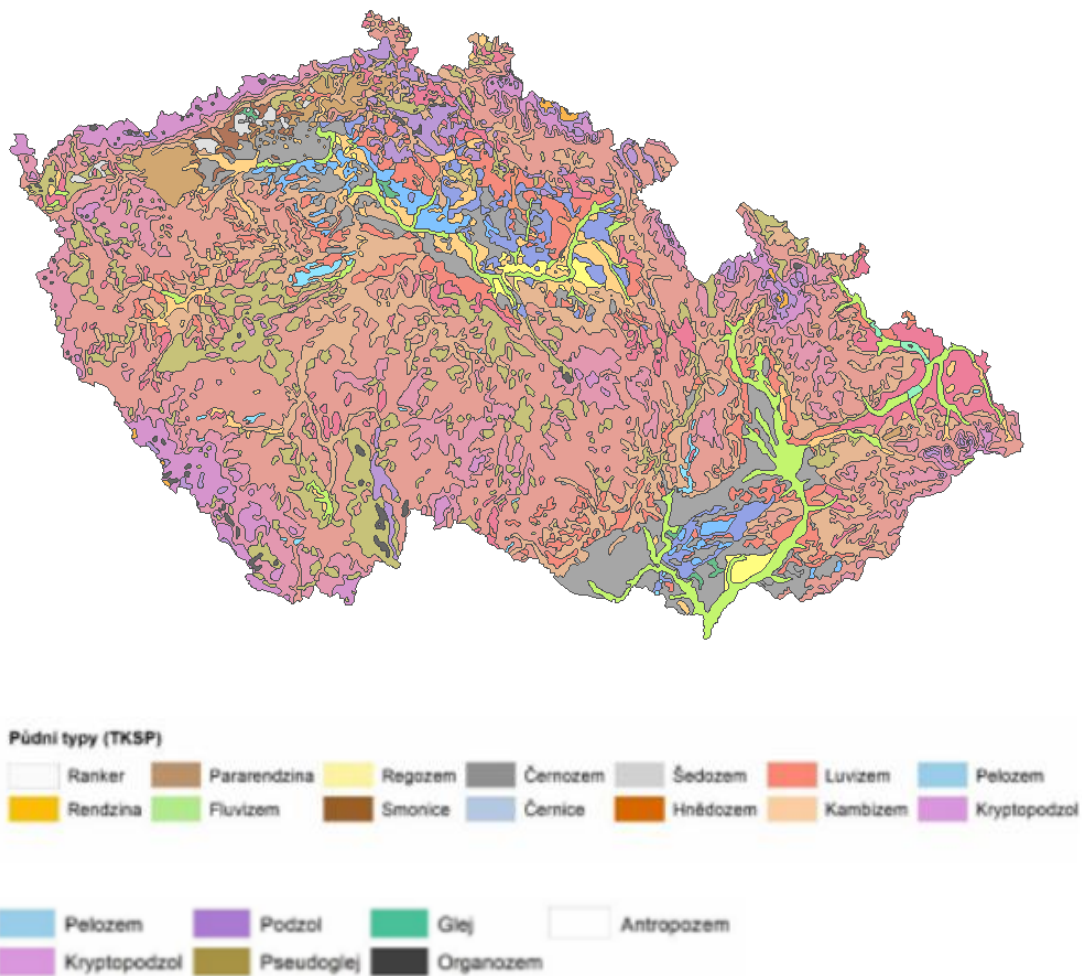 Půdní typy (TKSP)
Ranker Pararendzina Regozem Černozem Šedozem Luvizem Pelozem
Rendzina Fluvizem Smonice Černice Hnědozem Kambizem Kryptopodzol
Pelozem Podzol Glej Antropozem
Kryptopodzol Pseudoglej Organozem